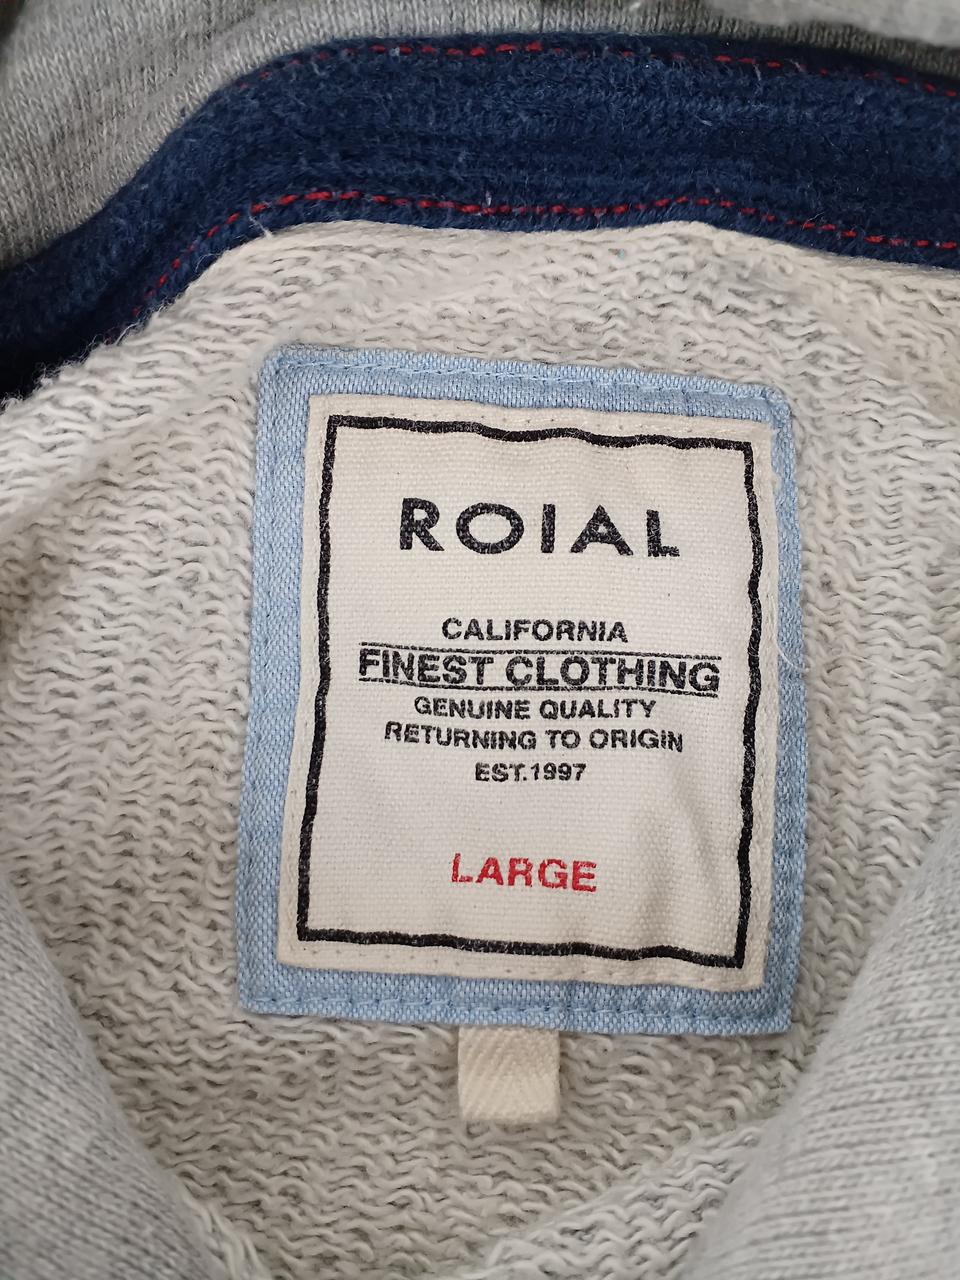 ROIAL
CALIFORNIA
FINEST CLOTHING
GENUINE QUALITY
RETURNING TO ORIGIN
EST.1997
LARGE